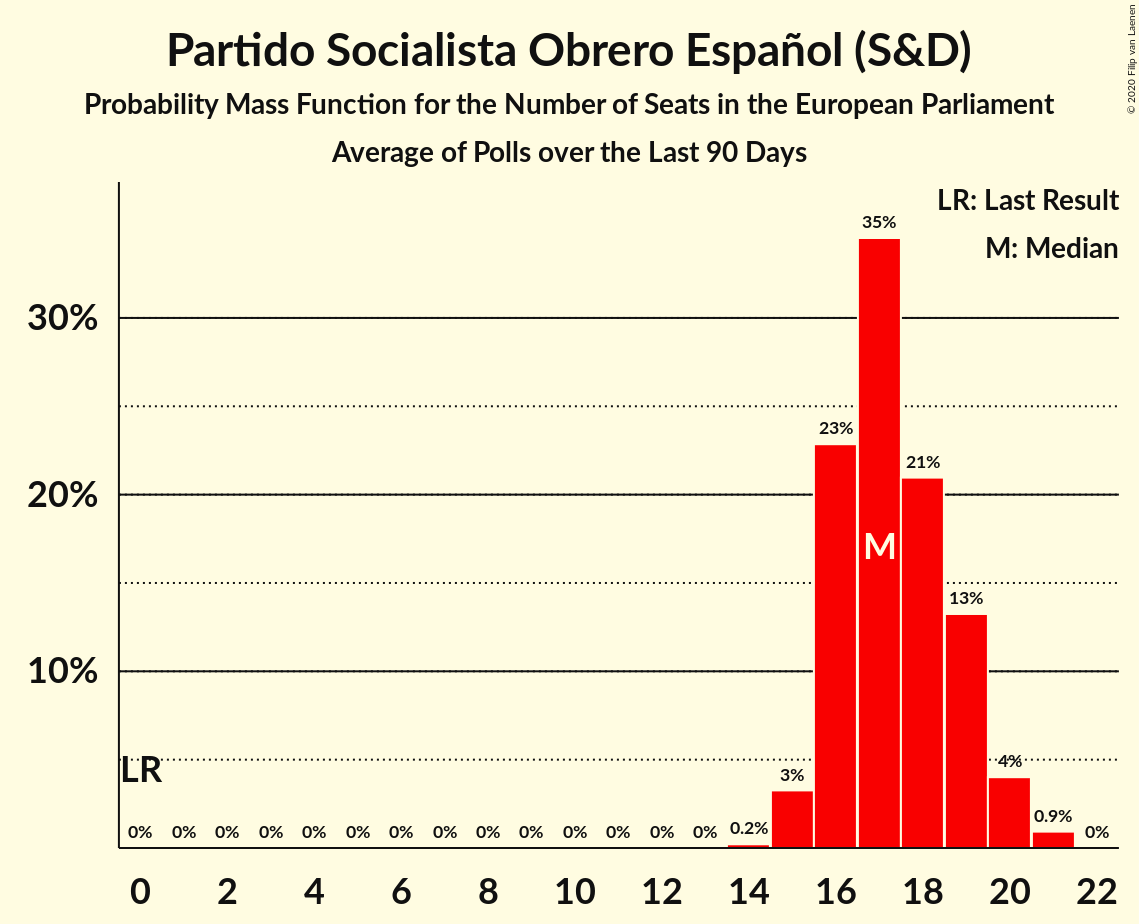 Partido Socialista Obrero Español (S&D)
Probability Mass Function for the Number of Seats in the European Parliament
Average of Polls over the Last 90 Days
© 2020 Filip van Laenen
LR: Last Result
M: Median
35%
30%
23%
21%
20%
M
13%
10%
LR
4%
3%
0% 0% 0% 0% 0% 0% 0% 0% 0% 0% 0% 0% 0% 0% 0.2% 0.9% 0%
0 2 4 6 8 10 12 14 16 18 20 22